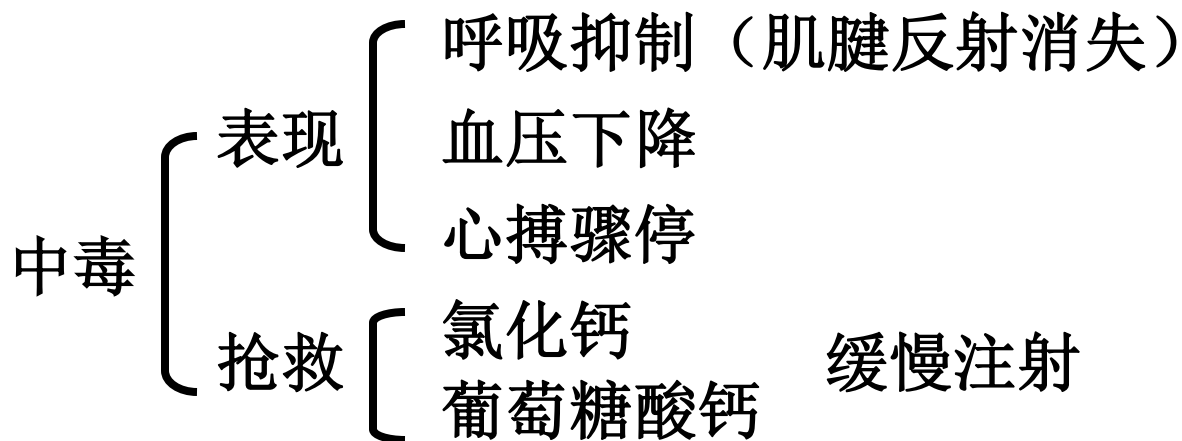 呼吸抑制（肌腱反射消失）
表现
血压下降
心搏骤停
中毒
氯化钙
抢救
缓慢注射
葡萄糖酸钙